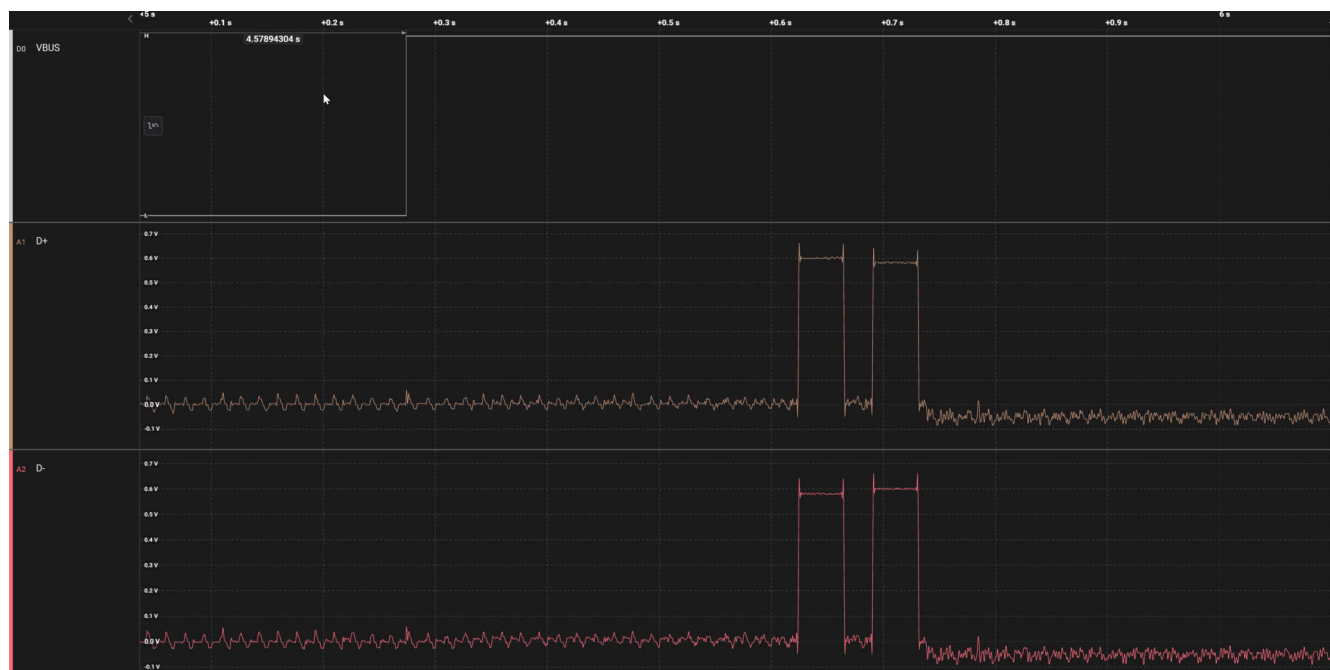 5 s
+0.1 s +0.2 s +0.3 s +0.4 s +0.5 s +0.6 s +0.7 s +0.8 s +0.9 s 6 s
D0 VBUS
H
4.57894304 s
L
A1 D+
0.7 V
0.6 V
0.5 V
0.4 V
0.3 V
0.2 V
0.1 V
0.0 V
-0.1 V
A2 D-
0.7 V
0.6 V
0.5 V
0.4 V
0.3 V
0.2 V
0.1 V
0.0 V
-0.1 V